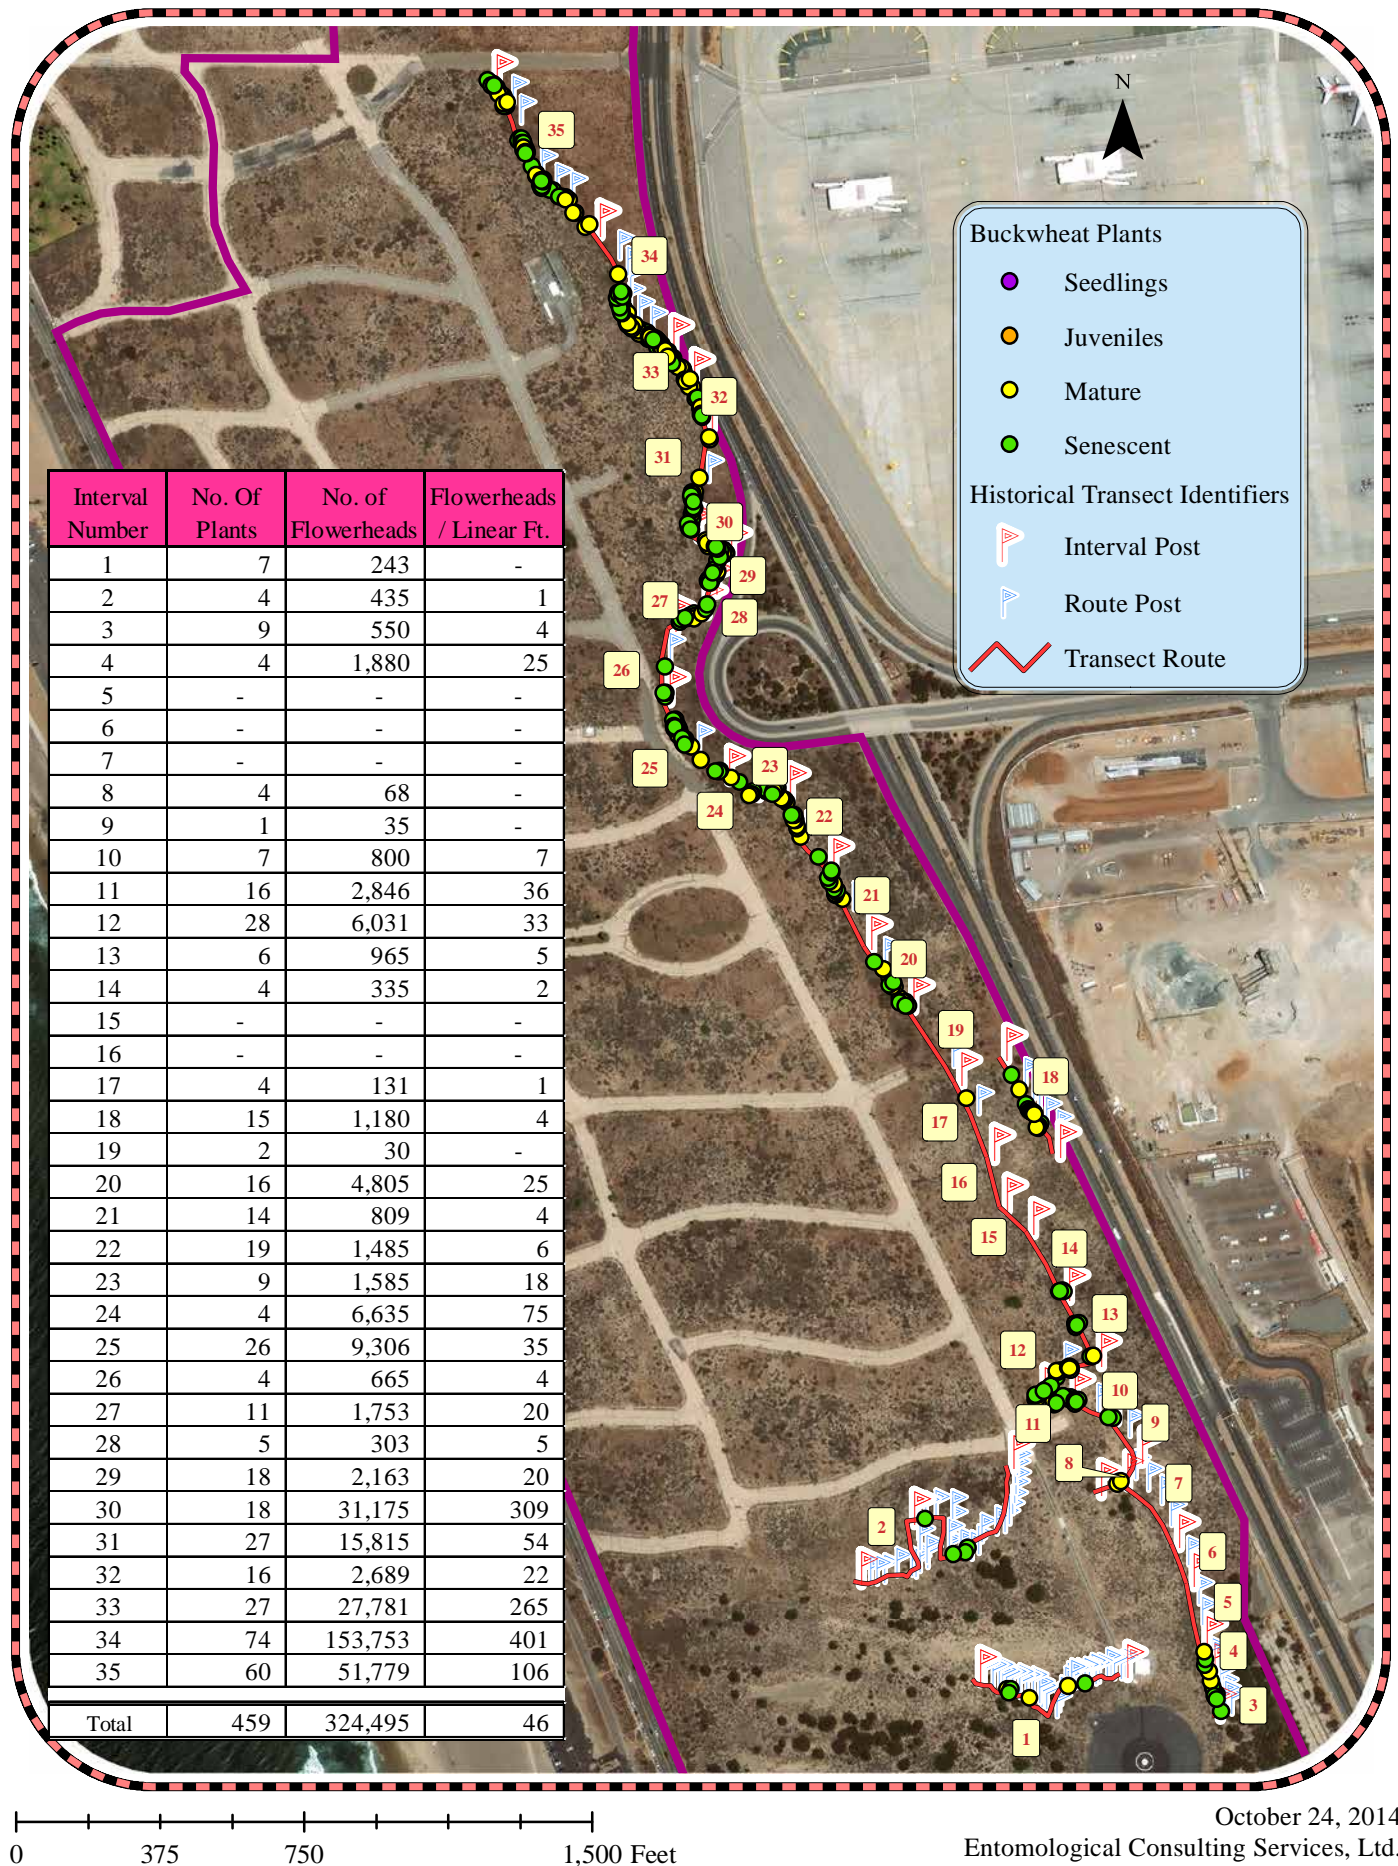 N
Buckwheat Plants
Seedlings
Juveniles
Mature
Senescent
Historical Transect Identifiers
Interval Post
Route Post
Transect Route
35
34
33
32
31
30
29
28
27
26
25
24
23
22
21
20
19
18
17
16
15
14
13
12
11
10
9
8
7
6
5
4
3
2
1
Interval Number No. Of Plants No. of Flowerheads Flowerheads / Linear Ft.
1 7 243 -
2 4 435 1
3 9 550 4
4 4 1,880 25
5 - - -
6 - - -
7 - - -
8 4 68 -
9 1 35 -
10 7 800 7
11 16 2,846 36
12 28 6,031 33
13 6 965 5
14 4 335 2
15 - - -
16 - - -
17 4 131 1
18 15 1,180 4
19 2 30 -
20 16 4,805 25
21 14 809 4
22 19 1,485 6
23 9 1,585 18
24 4 6,635 75
25 26 9,306 35
26 4 665 4
27 11 1,753 20
28 5 303 5
29 18 2,163 20
30 18 31,175 309
31 27 15,815 54
32 16 2,689 22
33 27 27,781 265
34 74 153,753 401
35 60 51,779 106
Total 459 324,495 46
0 375 750 1,500 Feet
October 24, 2014
Entomological Consulting Services, Ltd.